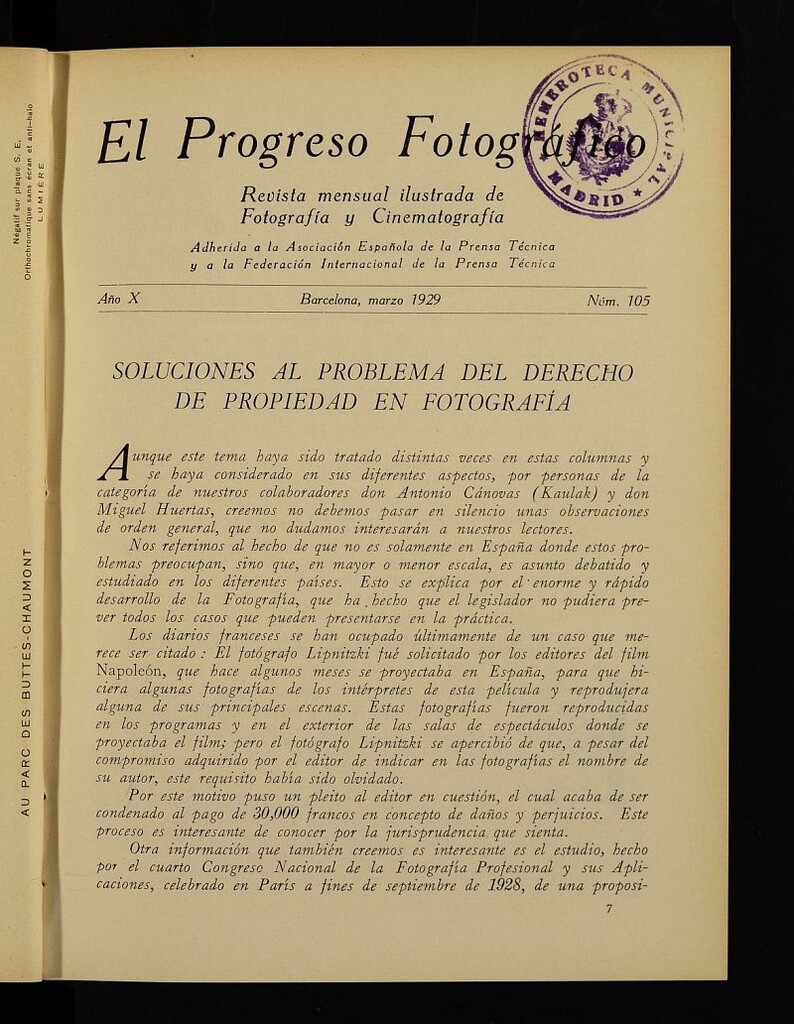 Négatif sur plaque S. E.
Orthochromatique sans écran et anti-halo
LUMIÈRE
AU PARC DES BUTTES-CHAUMONT
HEMEROTECA MUNICIPAL
★ MADRID ★
El Progreso Fotográfico
Revista mensual ilustrada de
Fotografía y Cinematografía
Adherida a la Asociación Española de la Prensa Técnica
y a la Federación Internacional de la Prensa Técnica
Año X Barcelona, marzo 1929 Núm. 105
SOLUCIONES AL PROBLEMA DEL DERECHO
DE PROPIEDAD EN FOTOGRAFÍA
Aunque este tema haya sido tratado distintas veces en estas columnas y
se haya considerado en sus diferentes aspectos, por personas de la
categoría de nuestros colaboradores don Antonio Cánovas (Kaulak) y don
Miguel Huertas, creemos no debemos pasar en silencio unas observaciones
de orden general, que no dudamos interesarán a nuestros lectores.
Nos referimos al hecho de que no es solamente en España donde estos pro-
blemas preocupan, sino que, en mayor o menor escala, es asunto debatido y
estudiado en los diferentes países. Esto se explica por el enorme y rápido
desarrollo de la Fotografía, que ha hecho que el legislador no pudiera pre-
ver todos los casos que pueden presentarse en la práctica.
Los diarios franceses se han ocupado últimamente de un caso que me-
rece ser citado : El fotógrafo Lipnitzki fué solicitado por los editores del film
Napoleón, que hace algunos meses se proyectaba en España, para que hi-
ciera algunas fotografías de los intérpretes de esta película y reprodujera
alguna de sus principales escenas. Estas fotografías fueron reproducidas
en los programas y en el exterior de las salas de espectáculos donde se
proyectaba el film; pero el fotógrafo Lipnitzki se apercibió de que, a pesar del
compromiso adquirido por el editor de indicar en las fotografías el nombre de
su autor, este requisito había sido olvidado.
Por este motivo puso un pleito al editor en cuestión, el cual acaba de ser
condenado al pago de 30,000 francos en concepto de daños y perjuicios. Este
proceso es interesante de conocer por la jurisprudencia que sienta.
Otra información que también creemos es interesante es el estudio, hecho
por el cuarto Congreso Nacional de la Fotografía Profesional y sus Apli-
caciones, celebrado en París a fines de septiembre de 1928, de una proposi-
7